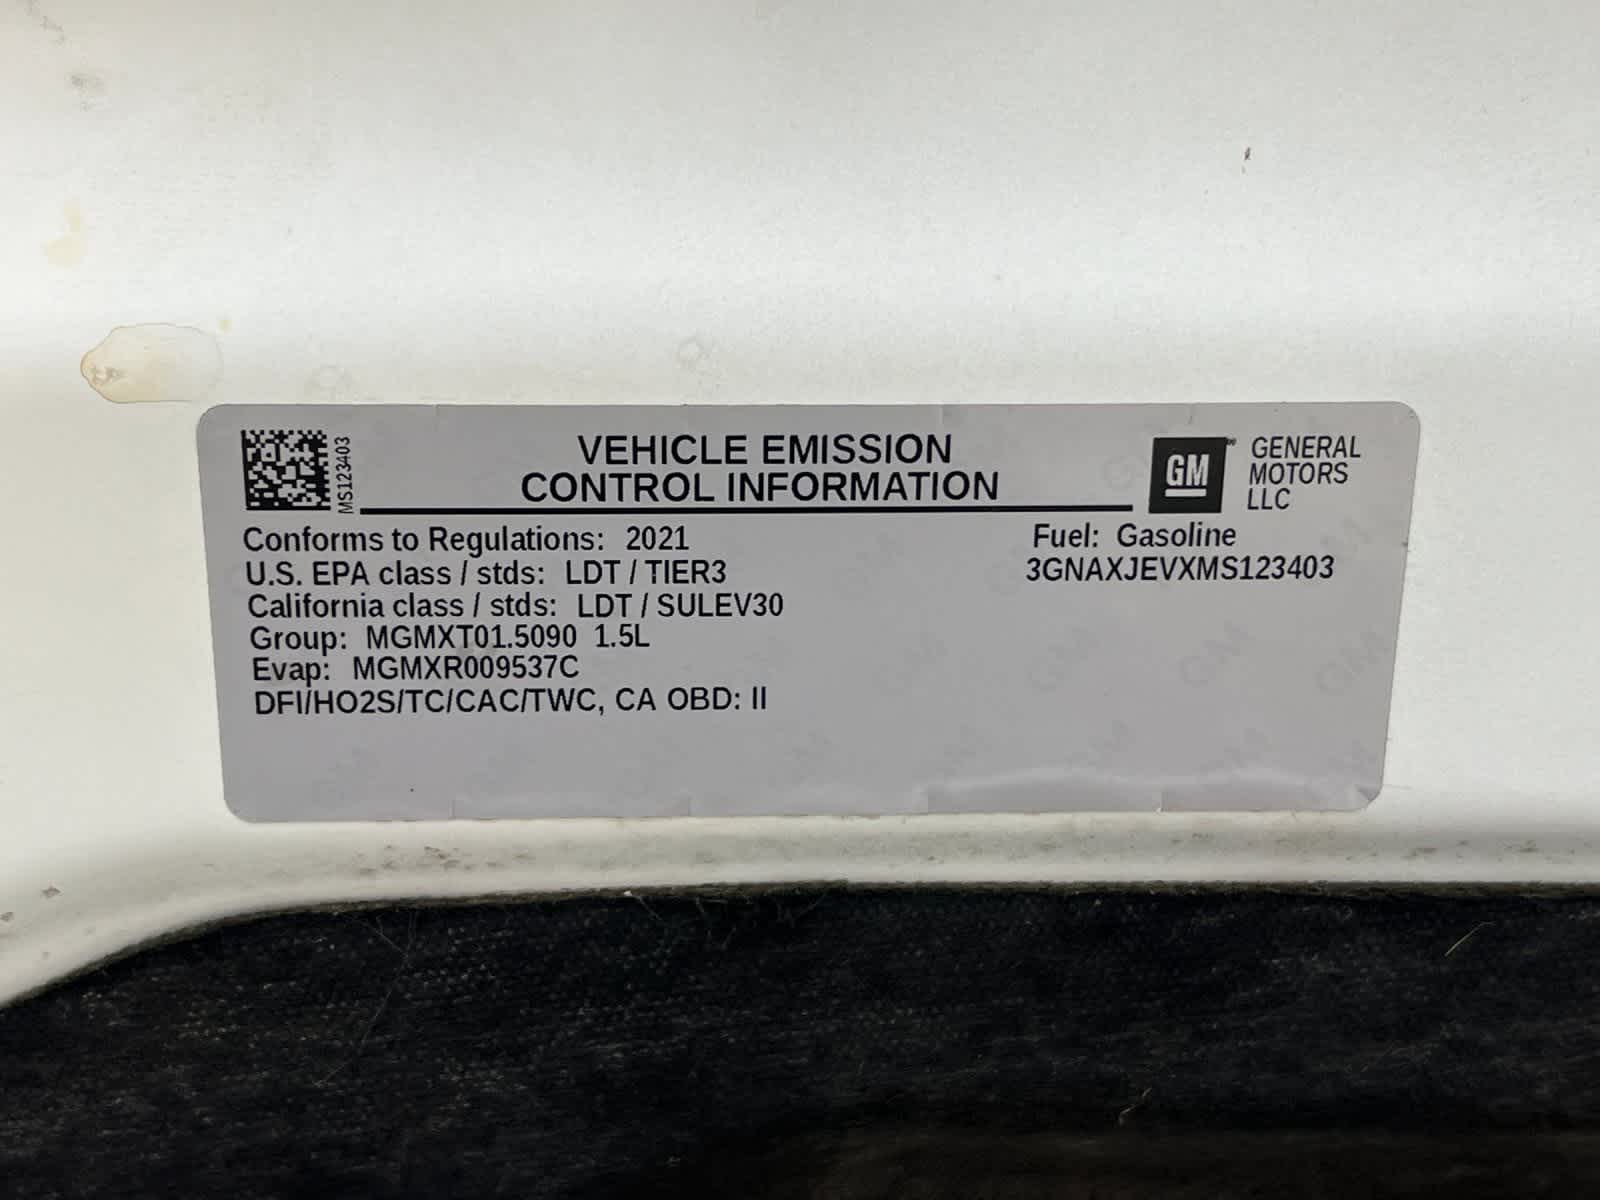 MS123403
VEHICLE EMISSION
CONTROL INFORMATION
GM
GENERAL
MOTORS
LLC
Conforms to Regulations: 2021
Fuel: Gasoline
U.S. EPA class / stds: LDT / TIER3
3GNAXJEVXMS123403
California class / stds: LDT / SULEV30
Group: MGMXT01.5090 1.5L
Evap: MGMXR009537C
DFI/HO2S/TC/CAC/TWC, CA OBD: II